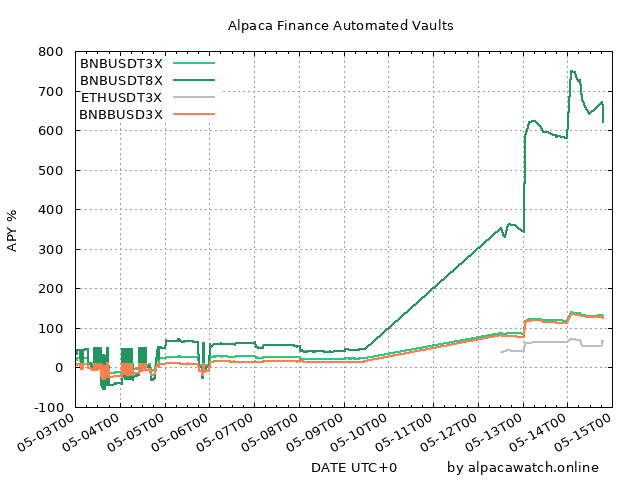 Alpaca Finance Automated Vaults
800
700
600
500
400
300
200
100
0
-100
APY %
BNBUSDT3X
BNBUSDT8X
ETHUSDT3X
BNBBUSD3X
05-03T00
05-04T00
05-05T00
05-06T00
05-07T00
05-08T00
05-09T00
05-10T00
05-11T00
05-12T00
05-13T00
05-14T00
05-15T00
DATE UTC+0 by alpacawatch.online